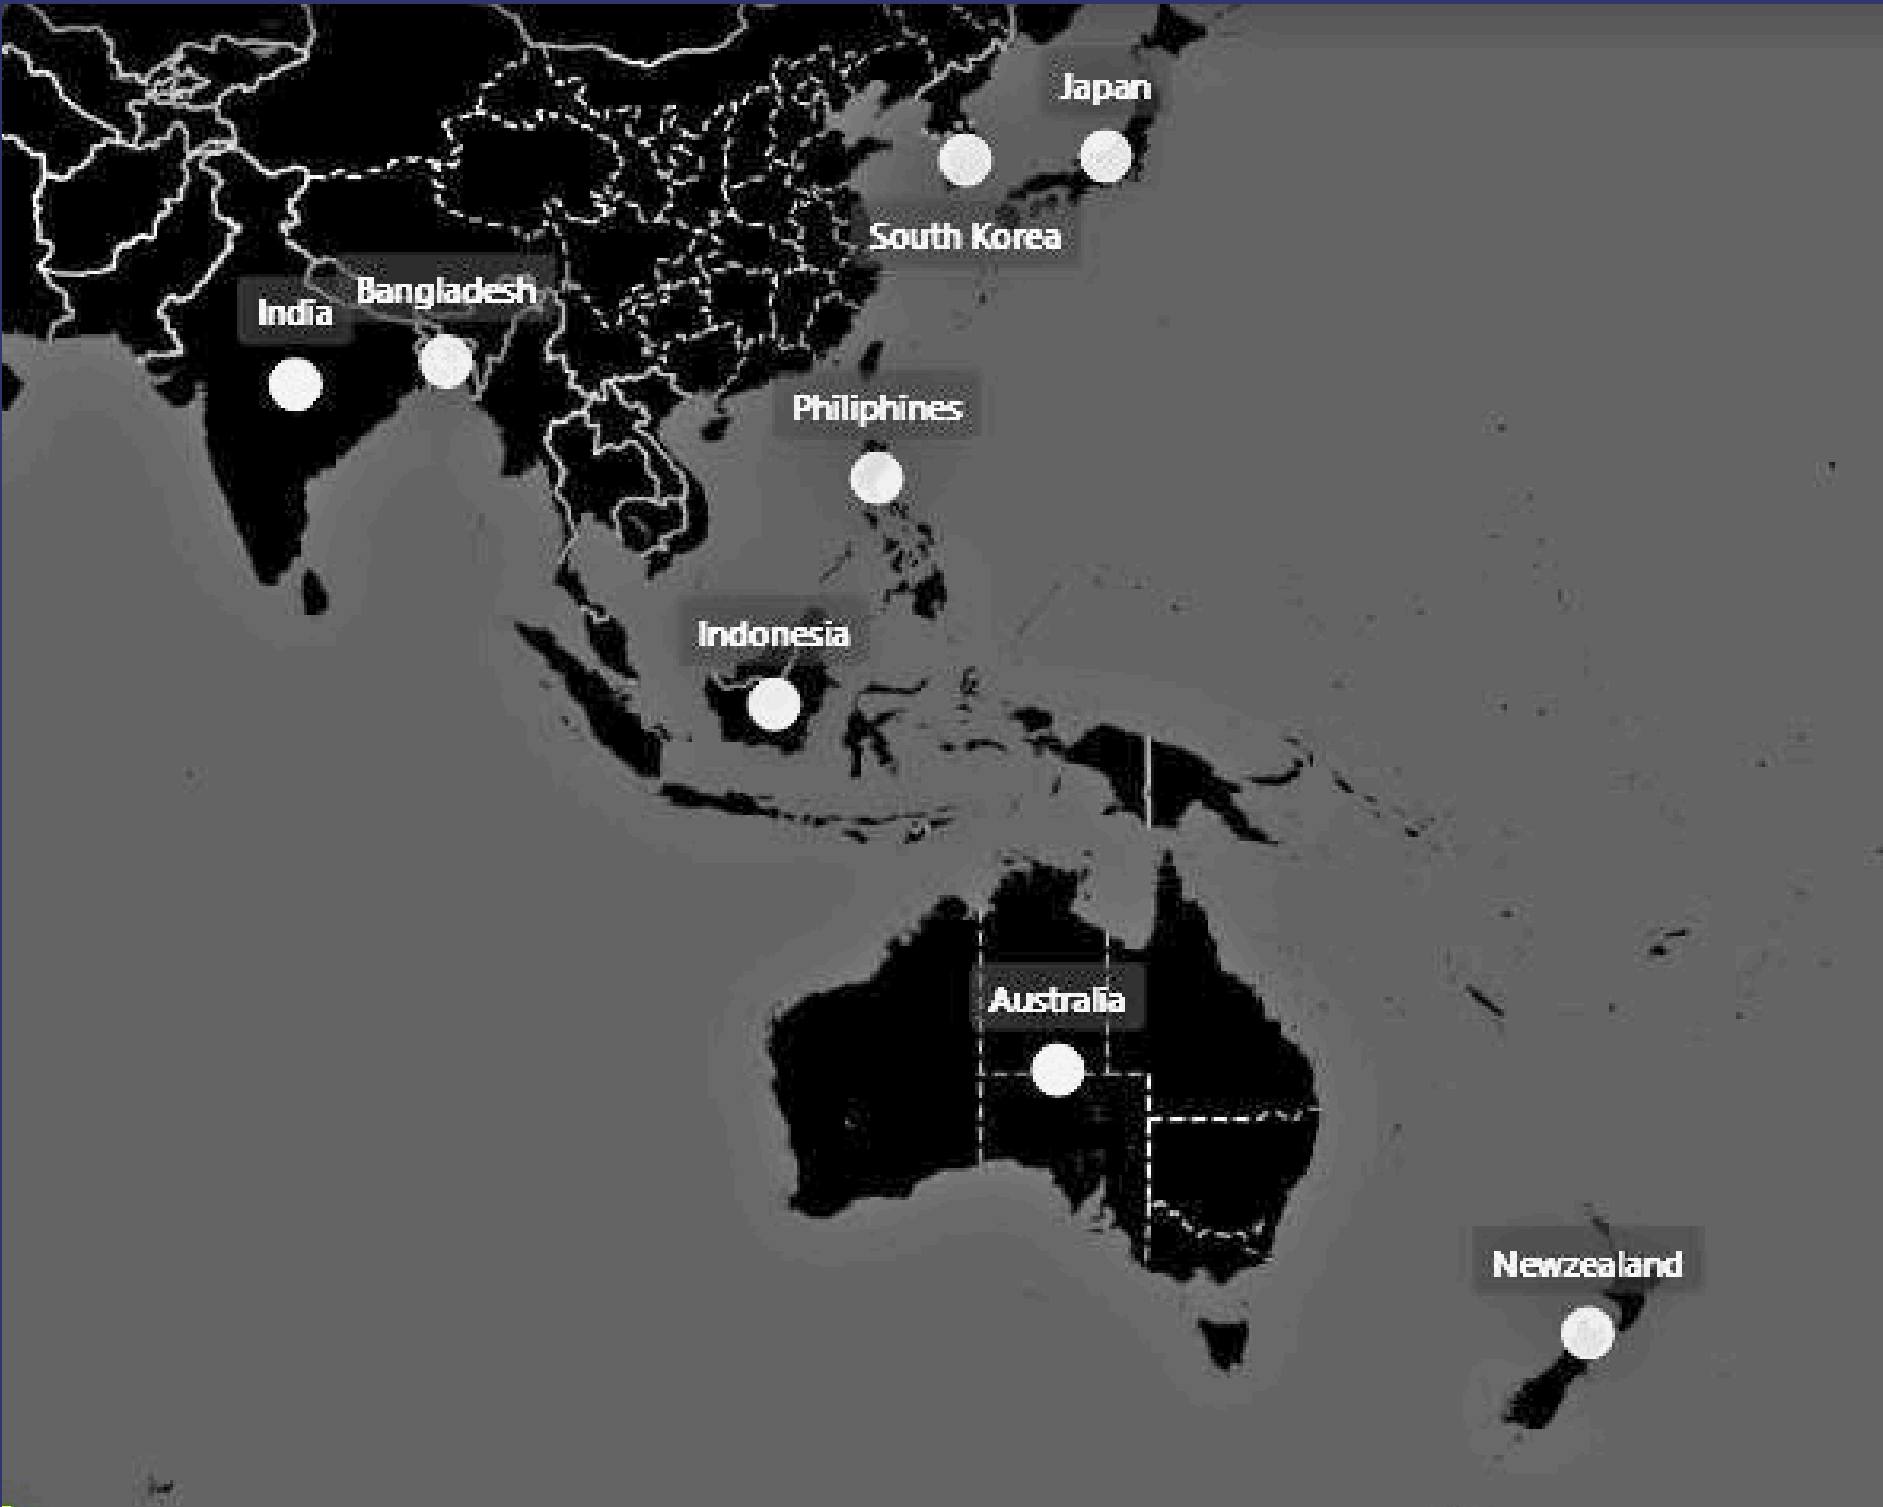 Japan
South Korea
Bangladesh
India
Philiphines
Indonesia
Australia
Newzealand